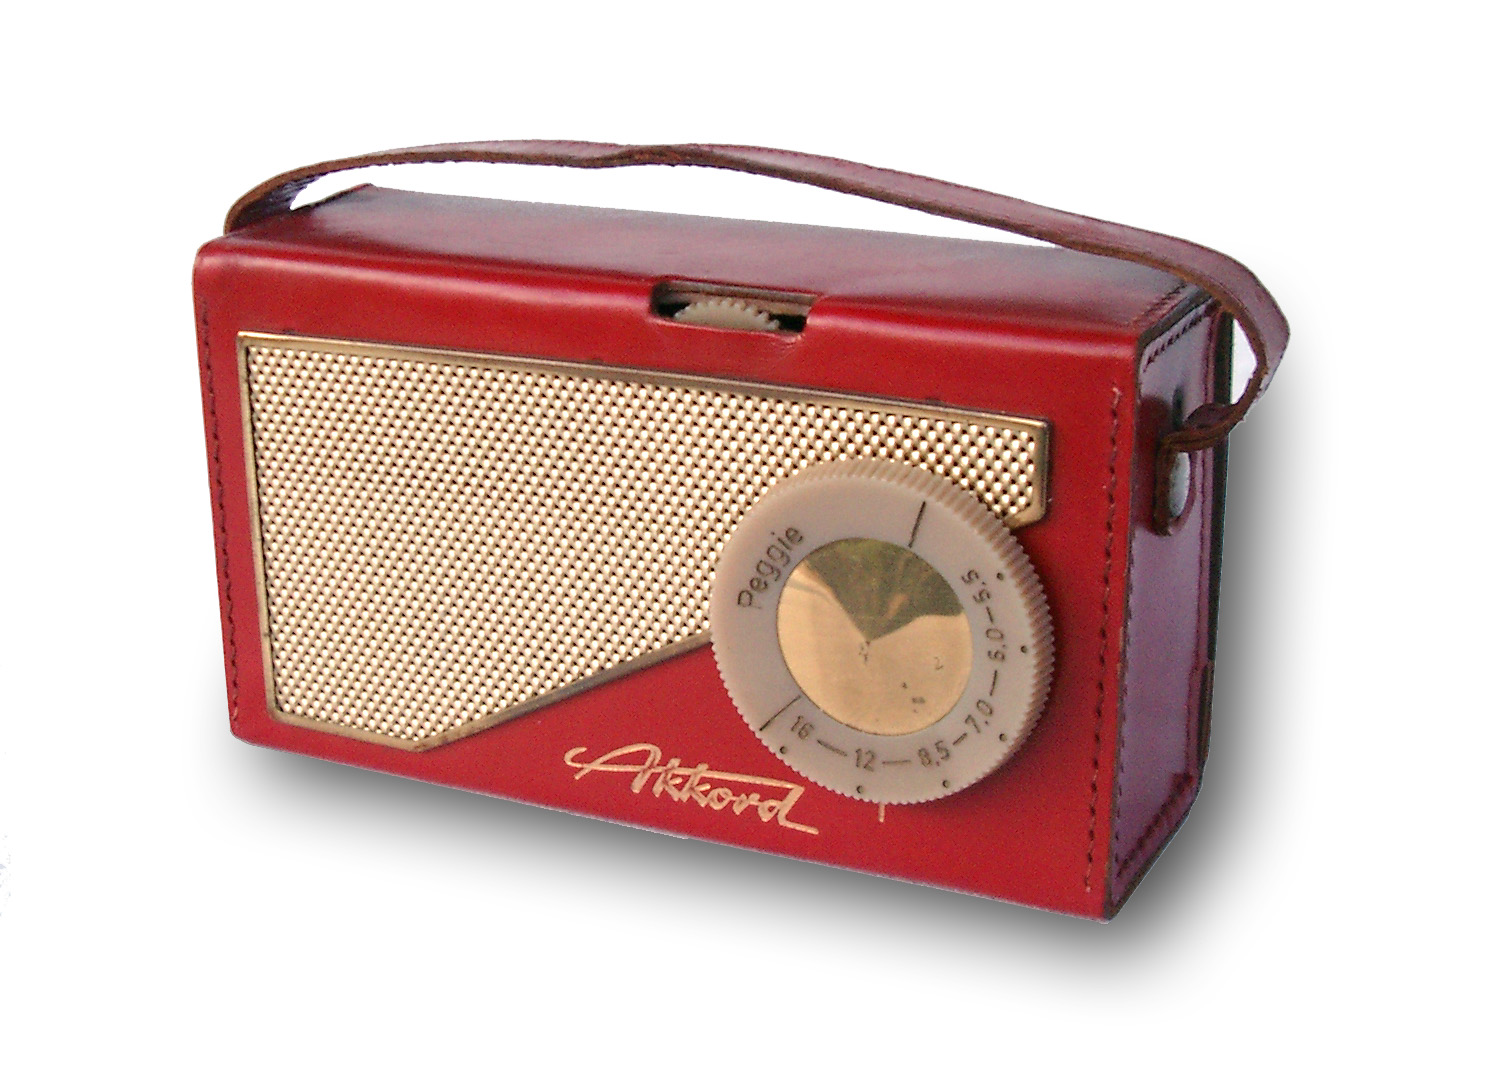 Peggie
5.5 — 6.0 — 7.0 — 8,5 — 12 — 16
Akkord